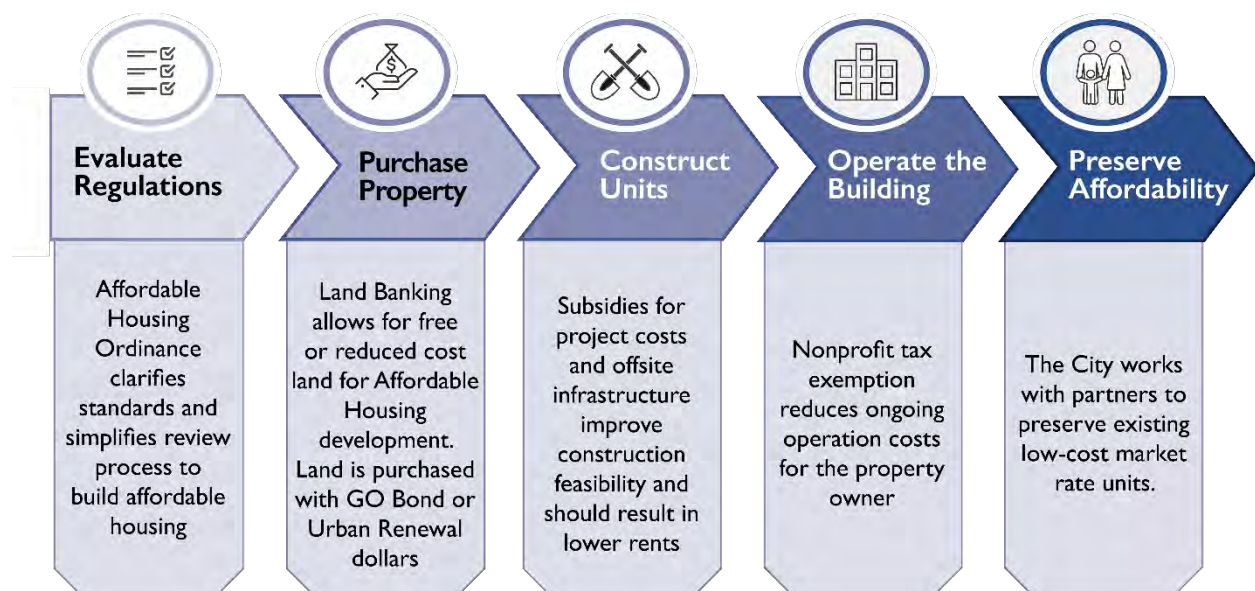 Evaluate
Regulations
Purchase
Property
Construct
Units
Operate the
Building
Preserve
Affordability
Affordable
Housing
Ordinance
clarifies
standards and
simplifies review
process to
build affordable
housing
Land Banking
allows for free
or reduced cost
land for Affordable
Housing
development.
Land is purchased
with GO Bond or
Urban Renewal
dollars
Subsidies for
project costs
and offsite
infrastructure
improve
construction
feasibility and
should result in
lower rents
Nonprofit tax
exemption
reduces ongoing
operation costs
for the property
owner
The City works
with partners to
preserve existing
low-cost market
rate units.